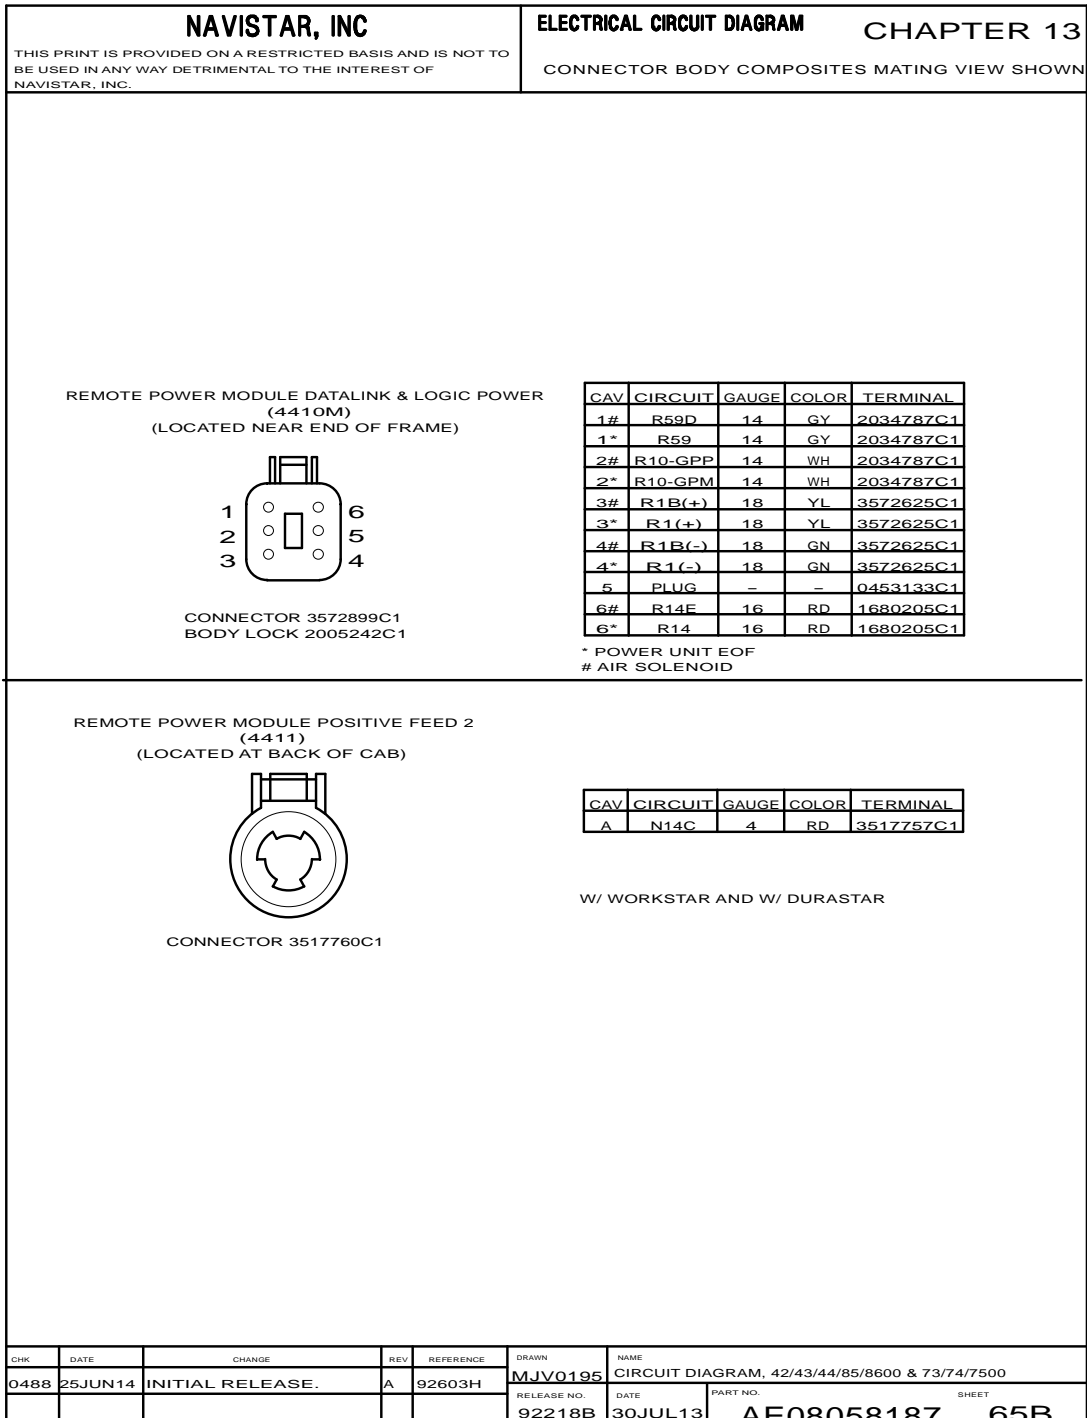 NAVISTAR, INC
THIS PRINT IS PROVIDED ON A RESTRICTED BASIS AND IS NOT TO
BE USED IN ANY WAY DETRIMENTAL TO THE INTEREST OF
NAVISTAR, INC.
ELECTRICAL CIRCUIT DIAGRAM CHAPTER 13
CONNECTOR BODY COMPOSITES MATING VIEW SHOWN
REMOTE POWER MODULE DATALINK & LOGIC POWER
(4410M)
(LOCATED NEAR END OF FRAME)
1 6
2 5
3 4
CONNECTOR 3572899C1
BODY LOCK 2005242C1
CAV CIRCUIT GAUGE COLOR TERMINAL
1# R59D 14 GY 2034787C1
1* R59 14 GY 2034787C1
2# R10-GPP 14 WH 2034787C1
2* R10-GPM 14 WH 2034787C1
3# R1B(+) 18 YL 3572625C1
3* R1(+) 18 YL 3572625C1
4# R1B(-) 18 GN 3572625C1
4* R1(-) 18 GN 3572625C1
5 PLUG – – 0453133C1
6# R14E 16 RD 1680205C1
6* R14 16 RD 1680205C1
* POWER UNIT EOF
# AIR SOLENOID
REMOTE POWER MODULE POSITIVE FEED 2
(4411)
(LOCATED AT BACK OF CAB)
CONNECTOR 3517760C1
CAV CIRCUIT GAUGE COLOR TERMINAL
A N14C 4 RD 3517757C1
W/ WORKSTAR AND W/ DURASTAR
CHK DATE CHANGE REV REFERENCE
0488 25JUN14 INITIAL RELEASE. A 92603H
DRAWN NAME
MJV0195 CIRCUIT DIAGRAM, 42/43/44/85/8600 & 73/74/7500
RELEASE NO. DATE PART NO. SHEET
92218B 30JUL13 AE08058187 65B